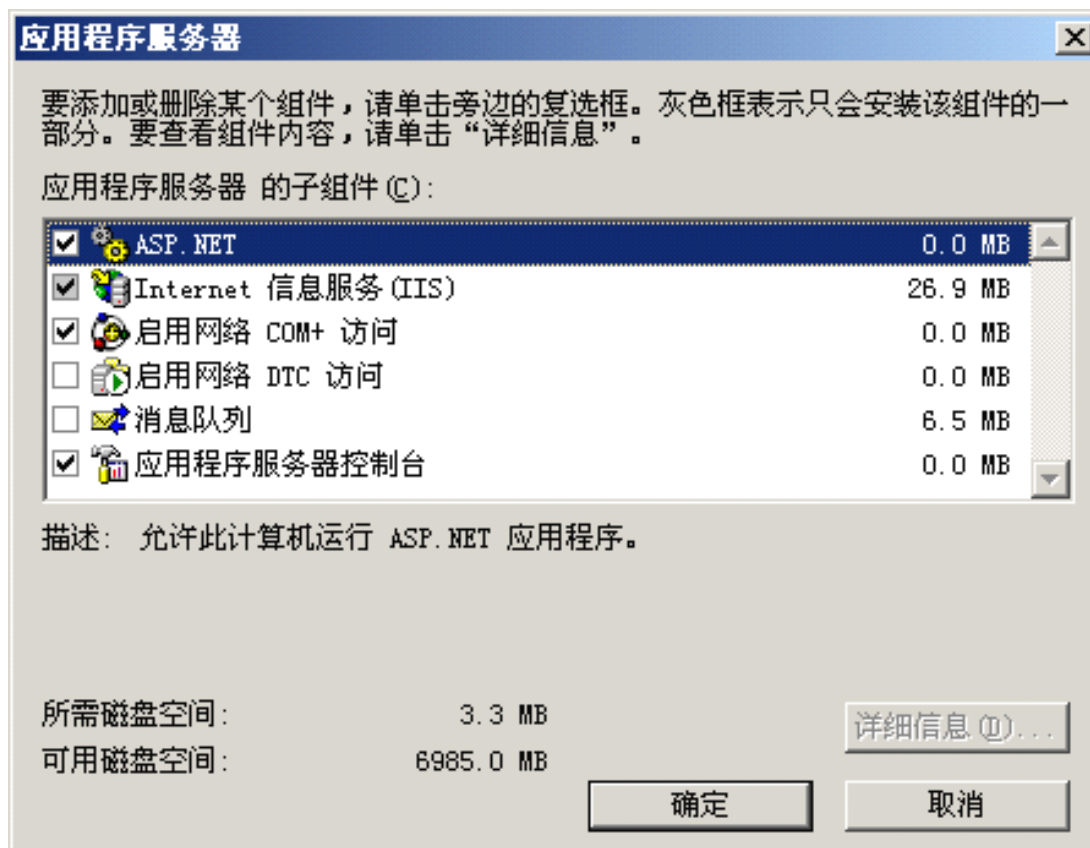 应用程序服务器
要添加或删除某个组件，请单击旁边的复选框。灰色框表示只会安装该组件的一
部分。要查看组件内容，请单击“详细信息”。
应用程序服务器 的子组件(C):
ASP.NET 0.0 MB
Internet 信息服务(IIS) 26.9 MB
启用网络 COM+ 访问 0.0 MB
启用网络 DTC 访问 0.0 MB
消息队列 6.5 MB
应用程序服务器控制台 0.0 MB
描述: 允许此计算机运行 ASP.NET 应用程序。
所需磁盘空间: 3.3 MB
详细信息(D)...
可用磁盘空间: 6985.0 MB
确定 取消